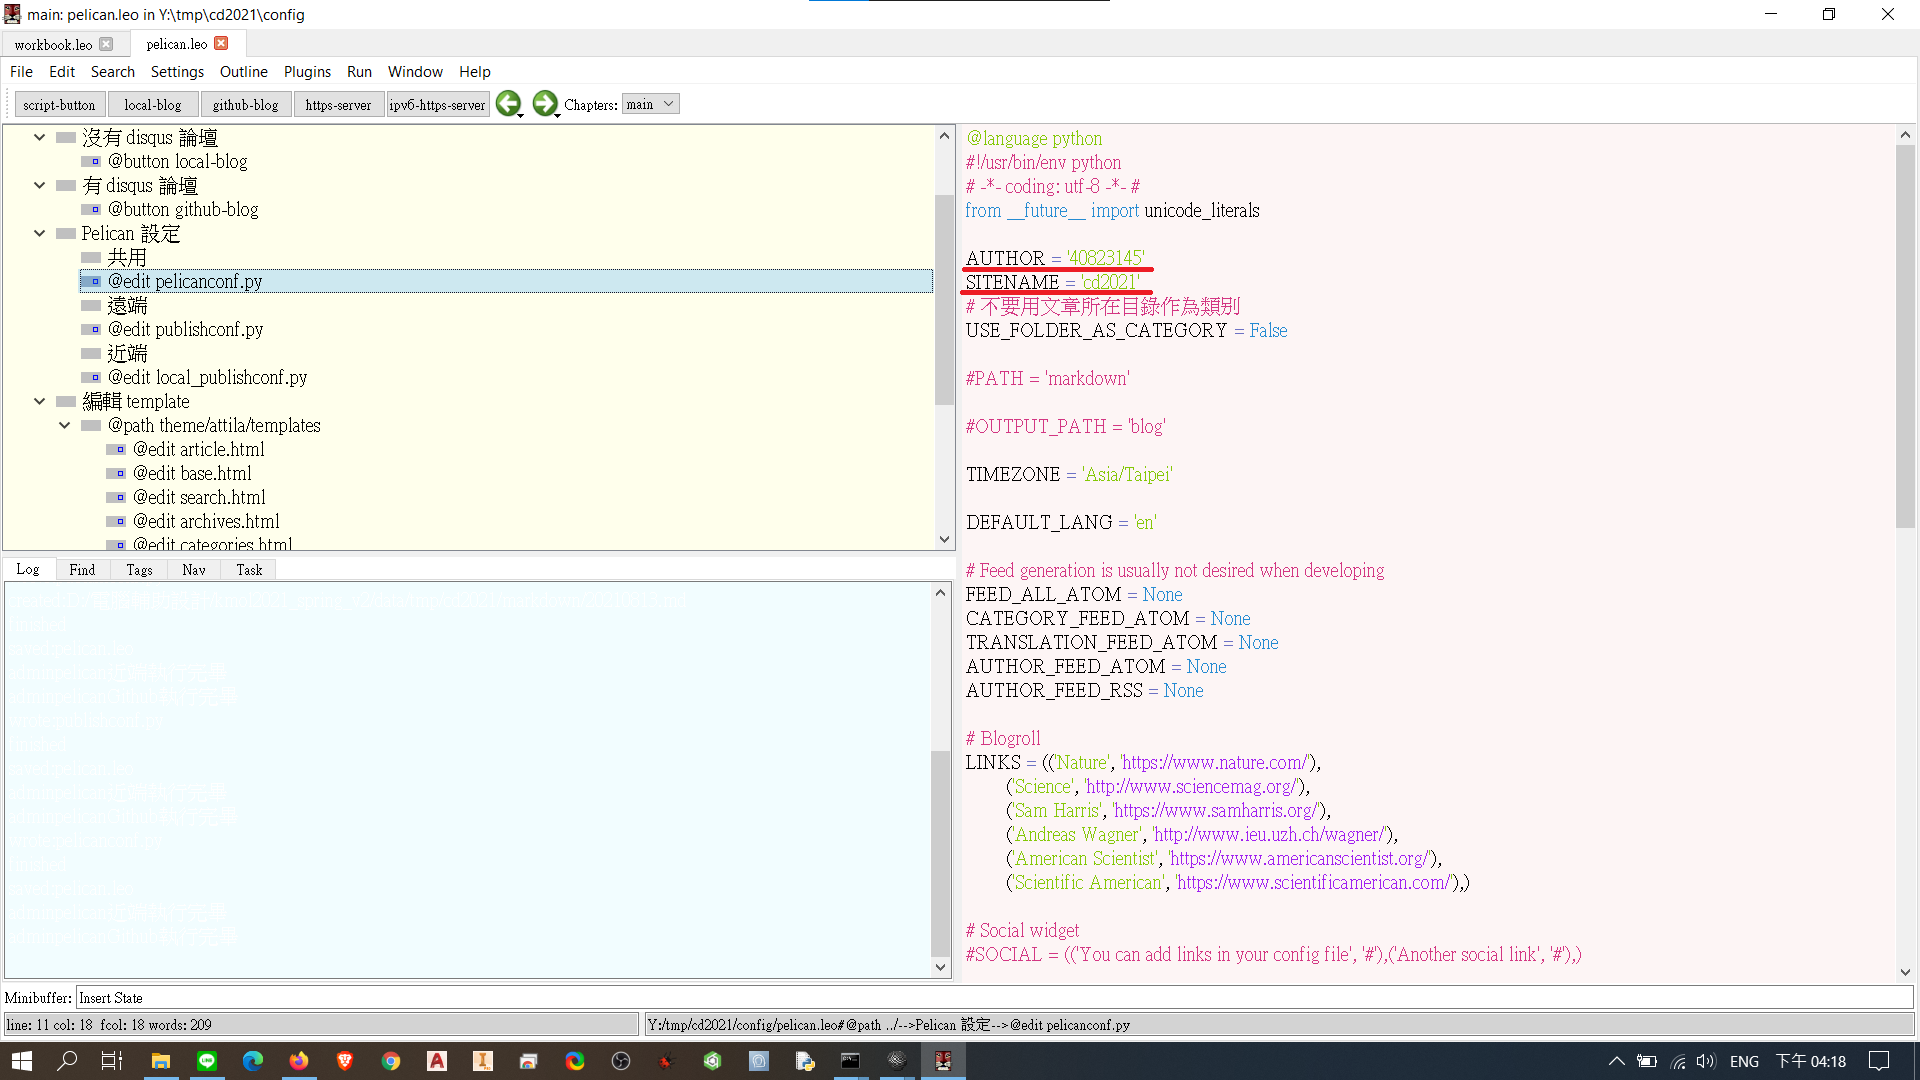 main: pelican.leo in Y:\tmp\cd2021\config
workbook.leo
pelican.leo
File Edit Search Settings Outline Plugins Run Window Help
script-button local-blog github-blog https-server ipv6-https-server Chapters: main
沒有 disqus 論壇
@button local-blog
有 disqus 論壇
@button github-blog
Pelican 設定
共用
@edit pelicanconf.py
遠端
@edit publishconf.py
近端
@edit local_publishconf.py
編輯 template
@path theme/attila/templates
@edit article.html
@edit base.html
@edit search.html
@edit archives.html
@edit categories.html
Log Find Tags Nav Task
@language python
#!/usr/bin/env python
# -*- coding: utf-8 -*- #
from __future__ import unicode_literals
AUTHOR = '40823145'
SITENAME = 'cd2021'
# 不要用文章所在目錄作為類別
USE_FOLDER_AS_CATEGORY = False
#PATH = 'markdown'
#OUTPUT_PATH = 'blog'
TIMEZONE = 'Asia/Taipei'
DEFAULT_LANG = 'en'
# Feed generation is usually not desired when developing
FEED_ALL_ATOM = None
CATEGORY_FEED_ATOM = None
TRANSLATION_FEED_ATOM = None
AUTHOR_FEED_ATOM = None
AUTHOR_FEED_RSS = None
# Blogroll
LINKS = (('Nature', 'https://www.nature.com/'),
('Science', 'http://www.sciencemag.org/'),
('Sam Harris', 'https://www.samharris.org/'),
('Andreas Wagner', 'http://www.ieu.uzh.ch/wagner/'),
('American Scientist', 'https://www.americanscientist.org/'),
('Scientific American', 'https://www.scientificamerican.com/'),)
# Social widget
#SOCIAL = (('You can add links in your config file', '#'),('Another social link', '#'),)
Minibuffer: Insert State
line: 11 col: 18 fcol: 18 words: 209
Y:/tmp/cd2021/config/pelican.leo#@path ../-->Pelican 設定-->@edit pelicanconf.py
ENG 下午 04:18